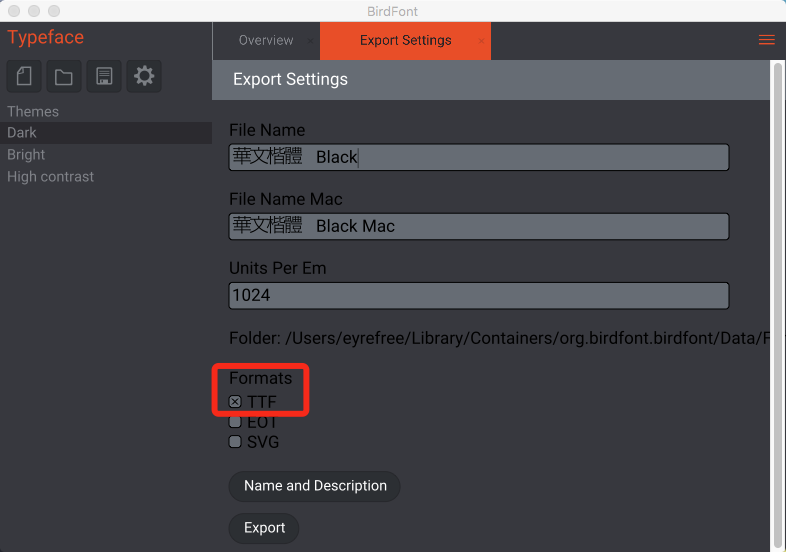 BirdFont
Typeface
Overview
Export Settings
Export Settings
Themes
Dark
Bright
High contrast
File Name
華文楷體 Black
File Name Mac
華文楷體 Black Mac
Units Per Em
1024
Folder: /Users/eyrefree/Library/Containers/org.birdfont.birdfont/Data/F
Formats
TTF
EOT
SVG
Name and Description
Export